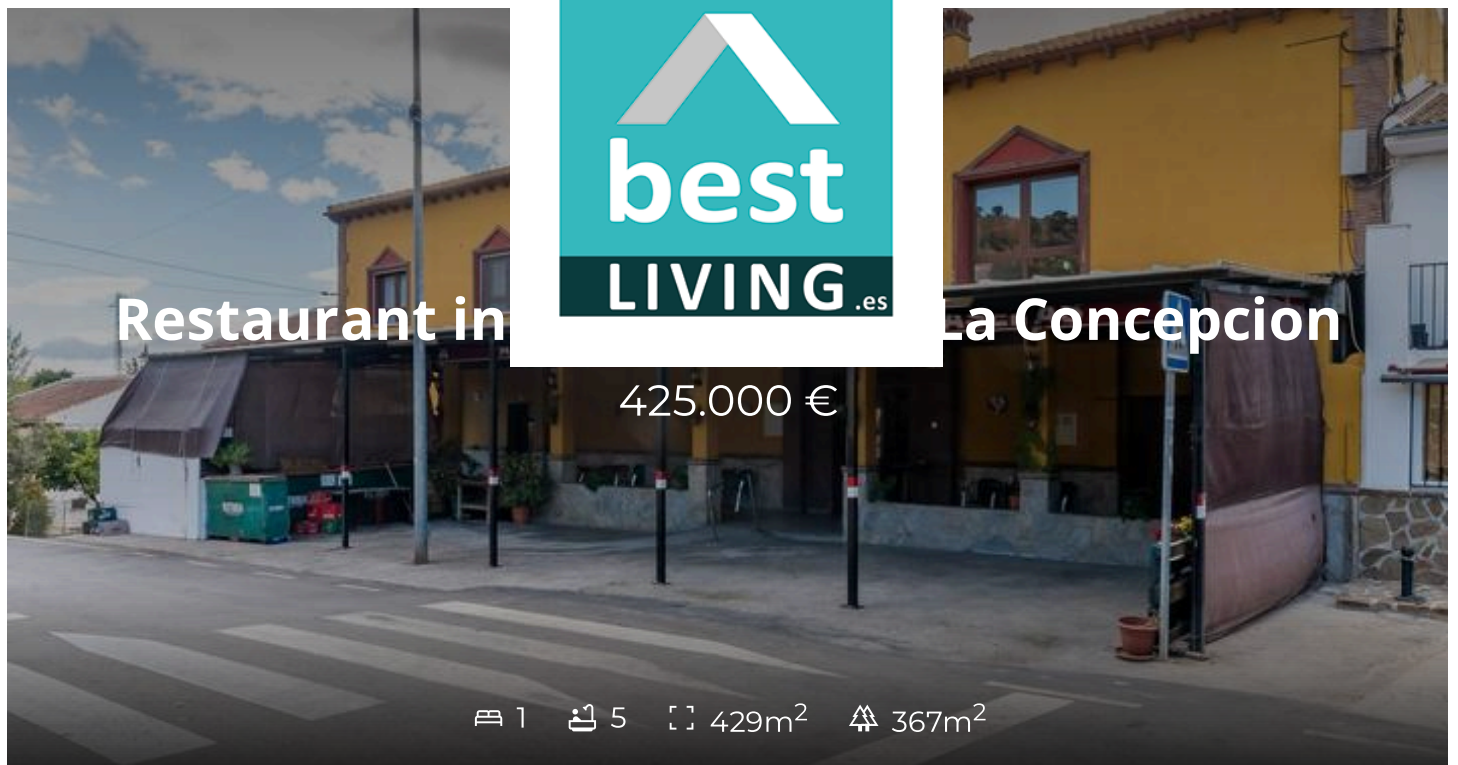 best
LIVING.es
Restaurant in La Concepcion
425.000 €
1 5 429m² 367m²